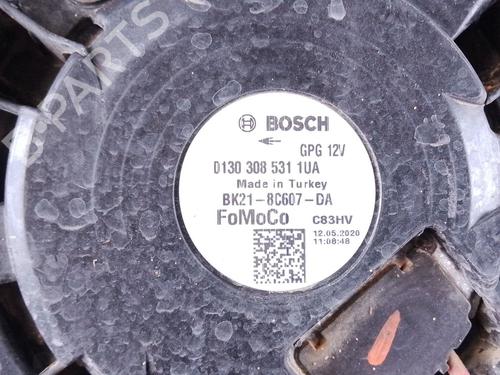 B-PARTS
BOSCH
GPG 12V
0130 308 531 1UA
Made in Turkey
BK21-8C607-DA
FoMoCo C83HV
12.05.2020
11:08:48